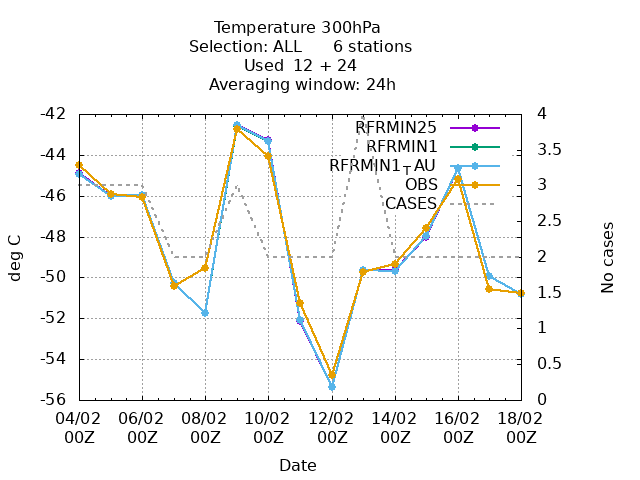 Temperature 300hPa
Selection: ALL 6 stations
Used 12 + 24
Averaging window: 24h
-42
-44
-46
-48
-50
-52
-54
-56
deg C
4
3.5
3
2.5
2
1.5
1
0.5
0
No cases
RFRMIN25
RFRMIN1
RFRMIN1_AU
OBS
CASES
04/02 06/02 08/02 10/02 12/02 14/02 16/02 18/02
00Z 00Z 00Z 00Z 00Z 00Z 00Z 00Z
Date